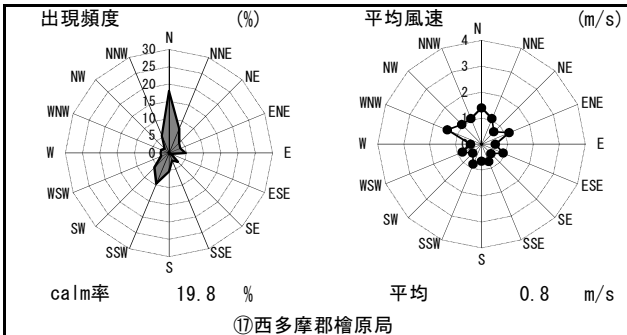 出現頻度 (%)
N
NNW NNE
NW NE
WNW ENE
W E
WSW ESE
SW SE
SSW SSE
S
30
25
20
15
10
5
0
calm率 19.8 %
平均風速 (m/s)
N
NNW NNE
NW NE
WNW ENE
W E
WSW ESE
SW SE
SSW SSE
S
4
3
2
1
0
平均 0.8 m/s
⑰西多摩郡檜原局